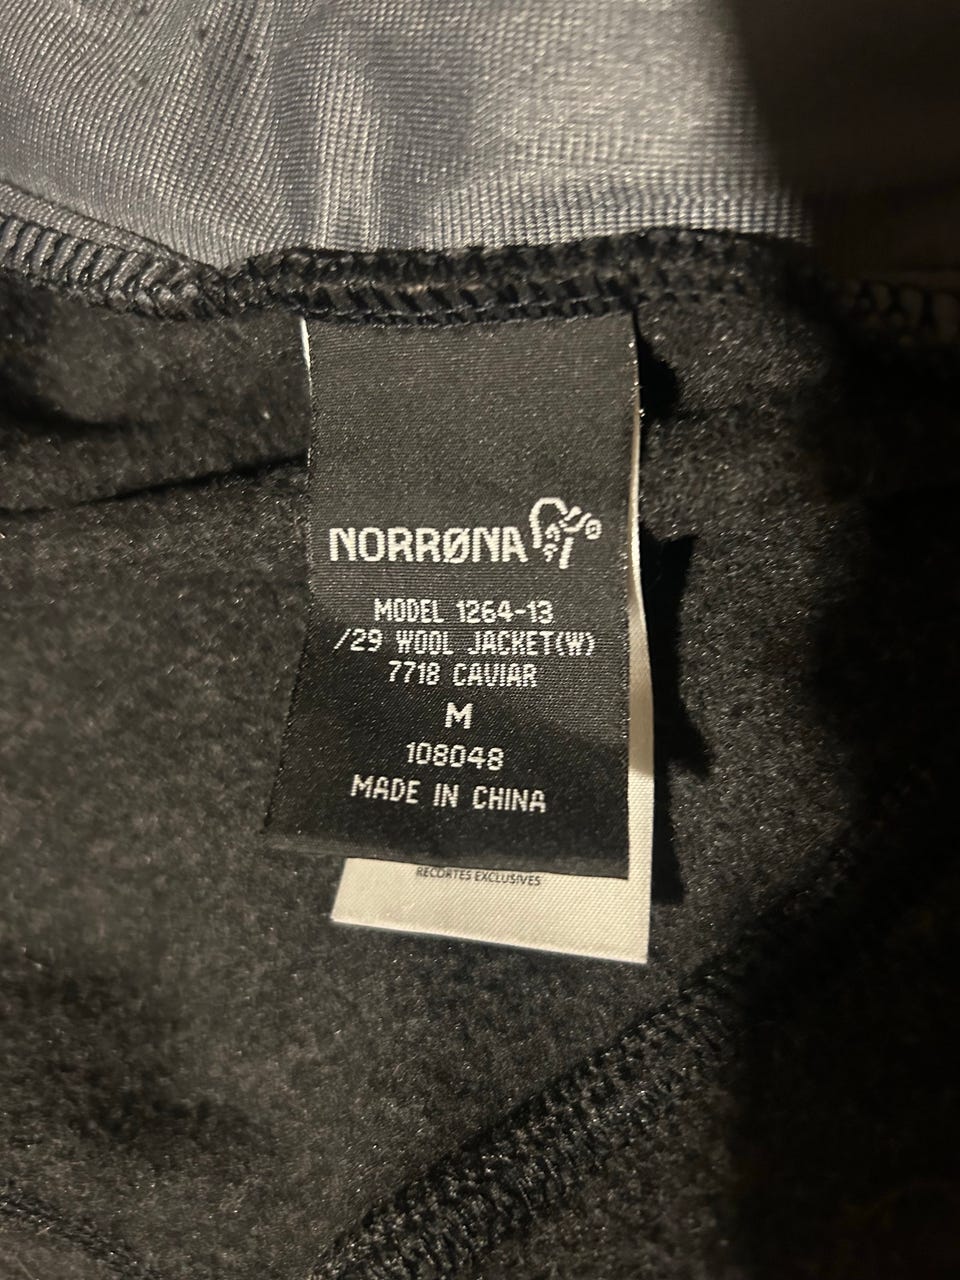 NORRØNA
MODEL 1264-13
/29 WOOL JACKET(W)
7718 CAVIAR
M
108048
MADE IN CHINA
RECORTES EXCLUSIVES